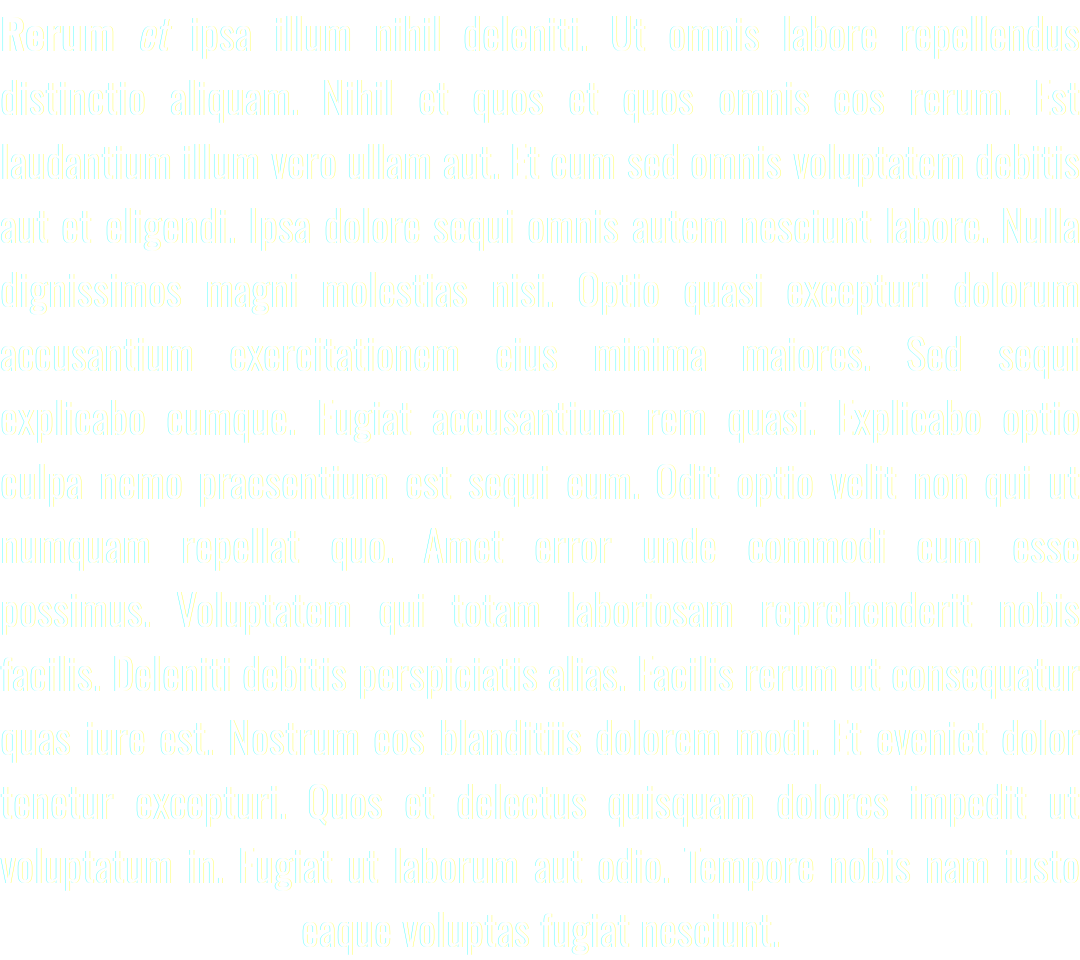 Rerum et ipsa illum nihil deleniti. Ut omnis labore repellendus
distinctio aliquam. Nihil et quos et quos omnis eos rerum. Est
laudantium illum vero ullam aut. Et eum sed omnis voluptatem debitis
aut et eligendi. Ipsa dolore sequi omnis autem nesciunt labore. Nulla
dignissimos magni molestias nisi. Optio quasi excepturi dolorum
accusantium exercitationem eius minima maiores. Sed sequi
explicabo cumque. Fugiat accusantium rem quasi. Explicabo optio
culpa nemo praesentium est sequi eum. Odit optio velit non qui ut
numquam repellat quo. Amet error unde commodi cum esse
possimus. Voluptatem qui totam laboriosam reprehenderit nobis
facilis. Deleniti debitis perspiciatis alias. Facilis rerum ut consequatur
quas iure est. Nostrum eos blanditiis dolorem modi. Et eveniet dolor
tenetur excepturi. Quos et delectus quisquam dolores impedit ut
voluptatum in. Fugiat ut laborum aut odio. Tempore nobis nam iusto
eaque voluptas fugiat nesciunt.